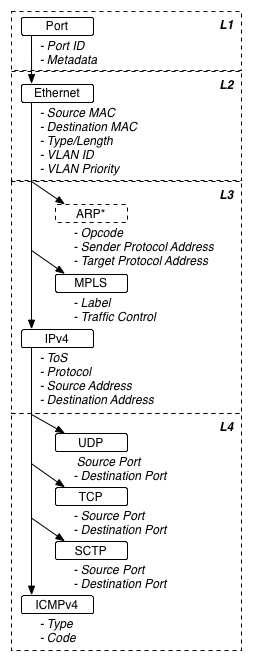 Port
L1
- Port ID
- Metadata
L2
Ethernet
- Source MAC
- Destination MAC
- Type/Length
- VLAN ID
- VLAN Priority
L3
ARP*
- Opcode
- Sender Protocol Address
- Target Protocol Address
MPLS
- Label
- Traffic Control
IPv4
- ToS
- Protocol
- Source Address
- Destination Address
L4
UDP
Source Port
- Destination Port
TCP
- Source Port
- Destination Port
SCTP
- Source Port
- Destination Port
ICMPv4
- Type
- Code